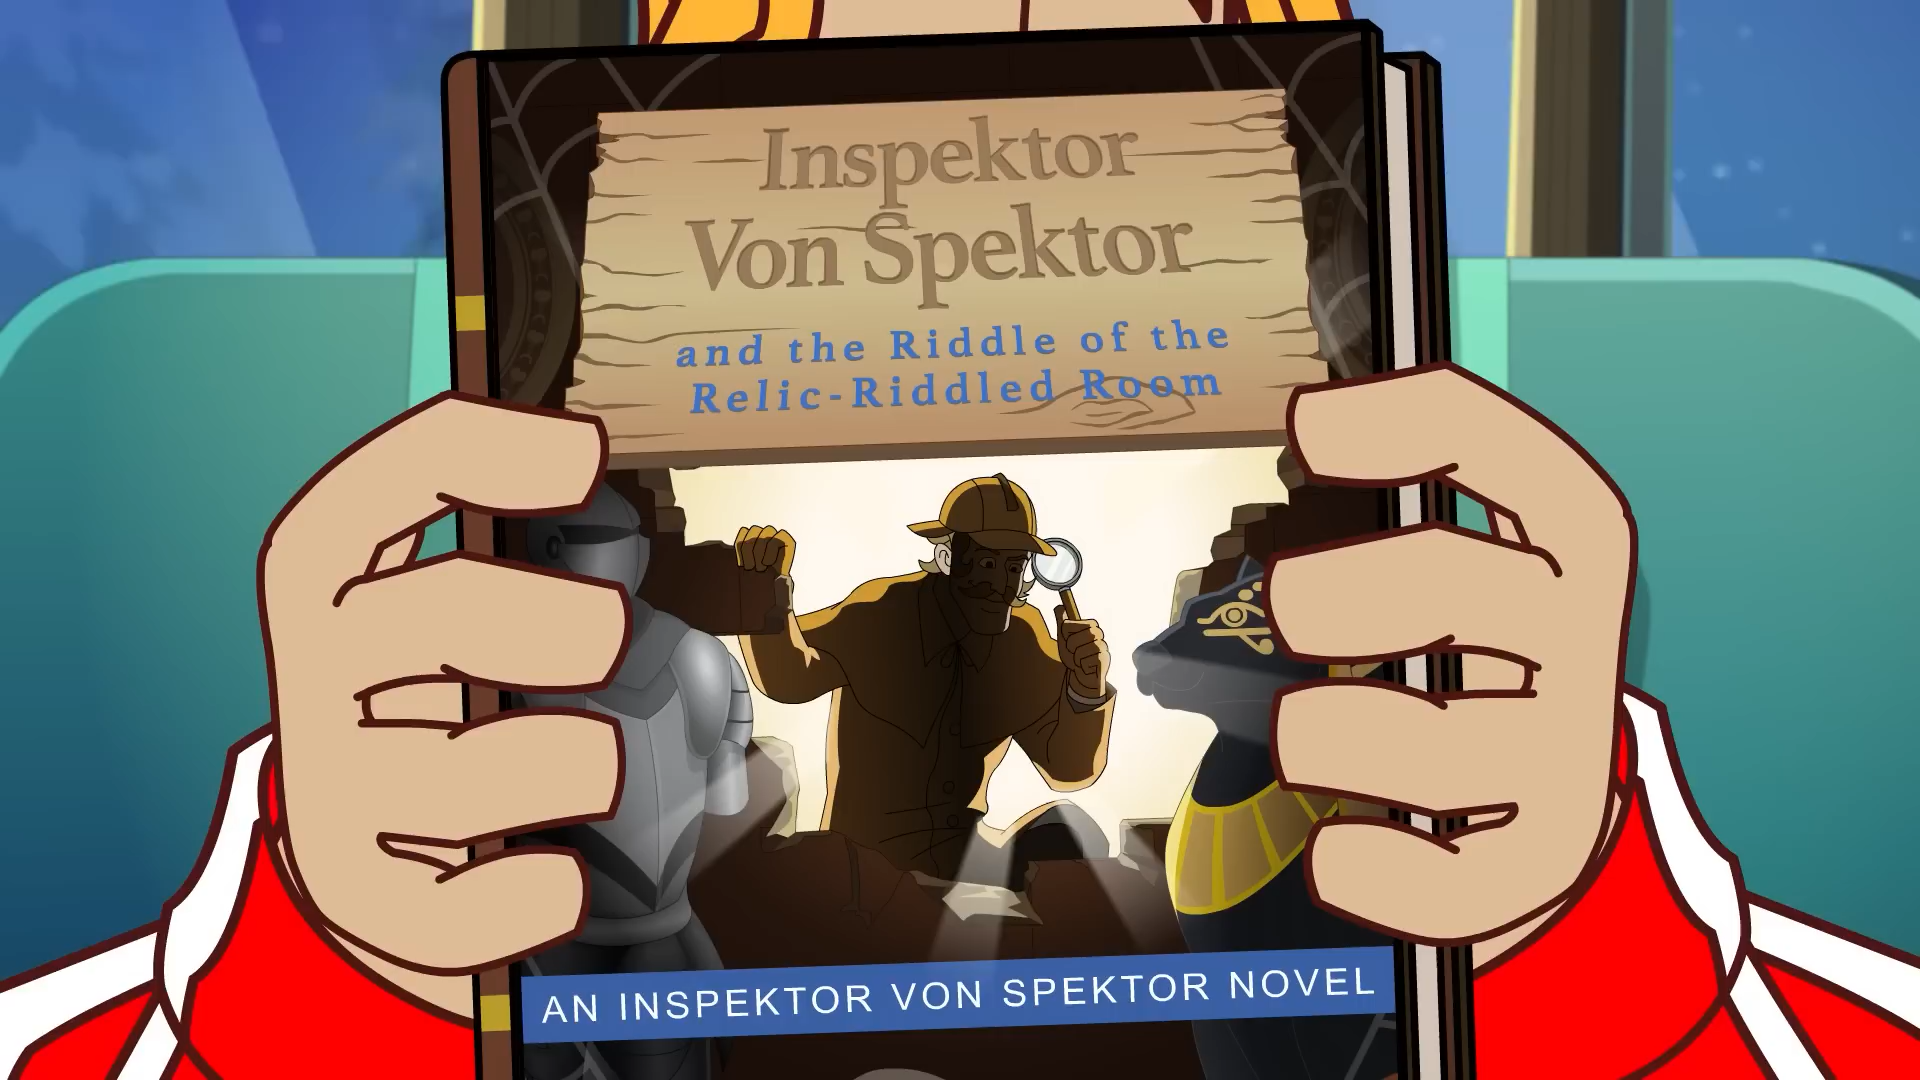 Inspektor
Von Spektor
and the Riddle of the
Relic-Riddled Room
AN INSPEKTOR VON SPEKTOR NOVEL